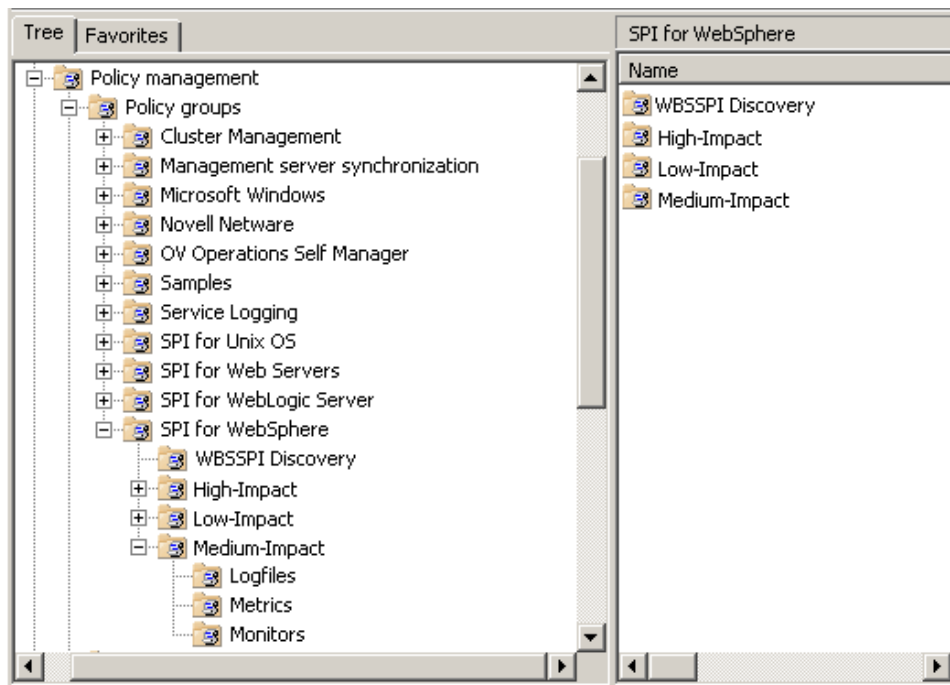 Tree Favorites
Policy management
Policy groups
Cluster Management
Management server synchronization
Microsoft Windows
Novell Netware
OV Operations Self Manager
Samples
Service Logging
SPI for Unix OS
SPI for Web Servers
SPI for WebLogic Server
SPI for WebSphere
WBSSPI Discovery
High-Impact
Low-Impact
Medium-Impact
Logfiles
Metrics
Monitors
SPI for WebSphere
Name
WBSSPI Discovery
High-Impact
Low-Impact
Medium-Impact